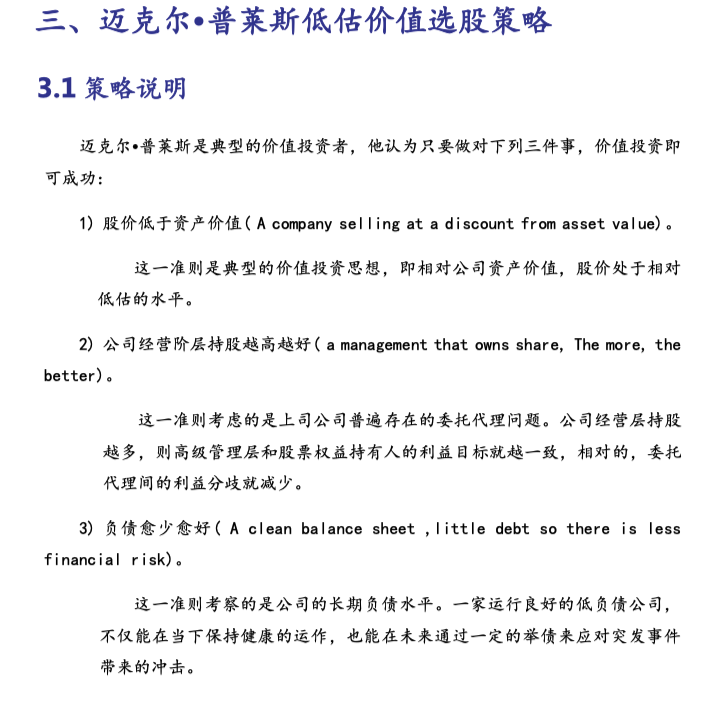 三、迈克尔•普莱斯低估价值选股策略
3.1 策略说明
迈克尔•普莱斯是典型的价值投资者，他认为只要做对下列三件事，价值投资即
可成功：
1) 股价低于资产价值( A company selling at a discount from asset value)。
这一准则是典型的价值投资思想，即相对公司资产价值，股价处于相对
低估的水平。
2) 公司经营阶层持股越高越好( a management that owns share, The more, the
better)。
这一准则考虑的是上司公司普遍存在的委托代理问题。公司经营层持股
越多，则高级管理层和股票权益持有人的利益目标就越一致，相对的，委托
代理间的利益分歧就减少。
3) 负债愈少愈好( A clean balance sheet ,little debt so there is less
financial risk)。
这一准则考察的是公司的长期负债水平。一家运行良好的低负债公司，
不仅能在当下保持健康的运作，也能在未来通过一定的举债来应对突发事件
带来的冲击。